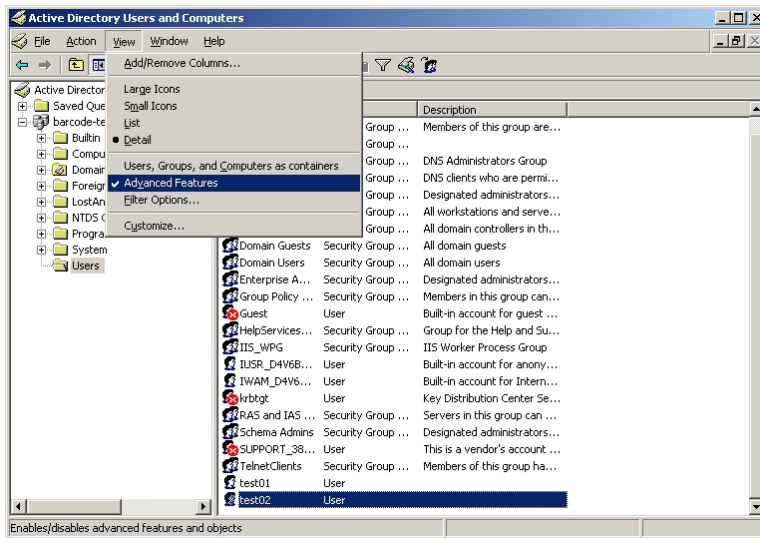 Active Directory Users and Computers
File Action View Window Help
Add/Remove Columns...
Large Icons
Small Icons
List
Detail
Users, Groups, and Computers as containers
Advanced Features
Filter Options...
Customize...
Active Director
Saved Que
barcode-te
Builtin
Compu
Domain
Foreign
LostAn
NTDS
Progra
System
Users
Description
Group ... Members of this group are...
Group ...
Group ... DNS Administrators Group
Group ... DNS clients who are permi...
Group ... Designated administrators...
Group ... All workstations and serve...
Group ... All domain controllers in th...
Domain Guests Security Group ... All domain guests
Domain Users Security Group ... All domain users
Enterprise A... Security Group ... Designated administrators...
Group Policy ... Security Group ... Members in this group can...
Guest User Built-in account for guest ...
HelpServices... Security Group ... Group for the Help and Su...
IIS_WPG Security Group ... IIS Worker Process Group
IUSR_D4V6B... User Built-in account for anony...
IWAM_D4V6... User Built-in account for Intern...
krbtgt User Key Distribution Center Se...
RAS and IAS ... Security Group ... Servers in this group can ...
Schema Admins Security Group ... Designated administrators...
SUPPORT_38... User This is a vendor's account ...
TelnetClients Security Group ... Members of this group ha...
test01 User
test02 User
Enables/disables advanced features and objects